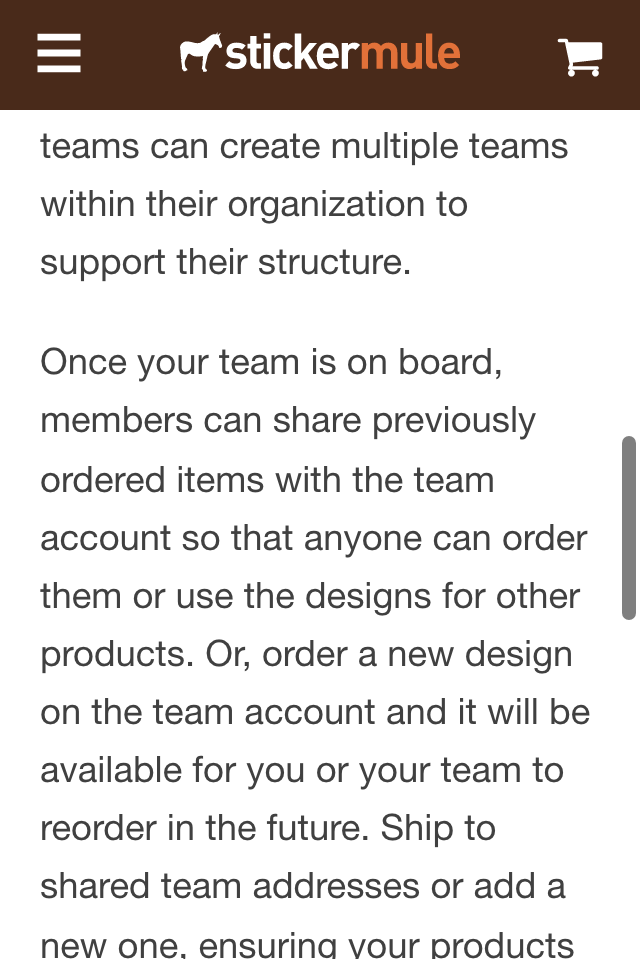 stickermule
teams can create multiple teams
within their organization to
support their structure.
Once your team is on board,
members can share previously
ordered items with the team
account so that anyone can order
them or use the designs for other
products. Or, order a new design
on the team account and it will be
available for you or your team to
reorder in the future. Ship to
shared team addresses or add a
new one, ensuring your products